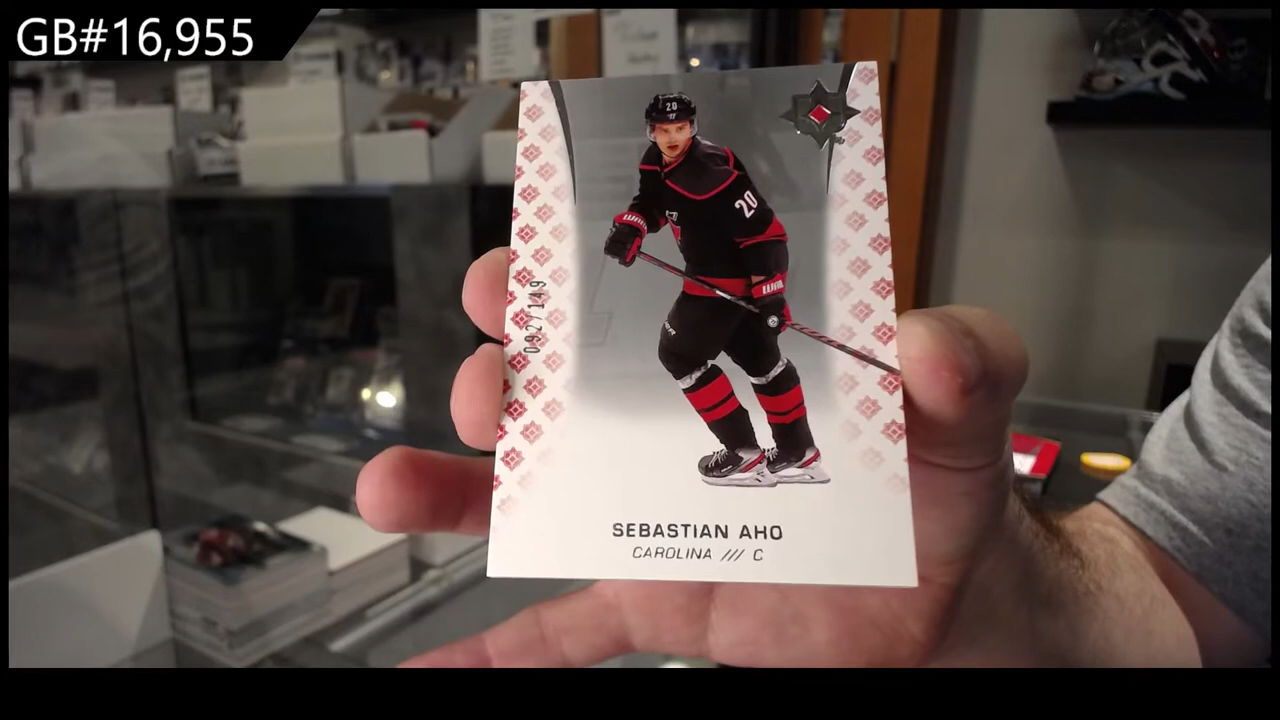 GB#16,955
20
20
092/149
SEBASTIAN AHO
CAROLINA /// C